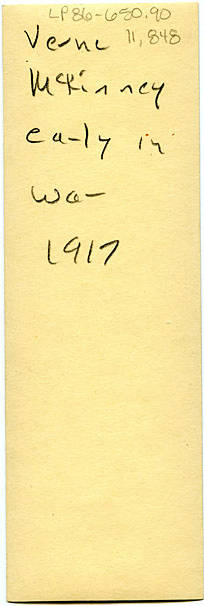 LP86-650.90
11,848
Verne
McKinney
early in
war
1917